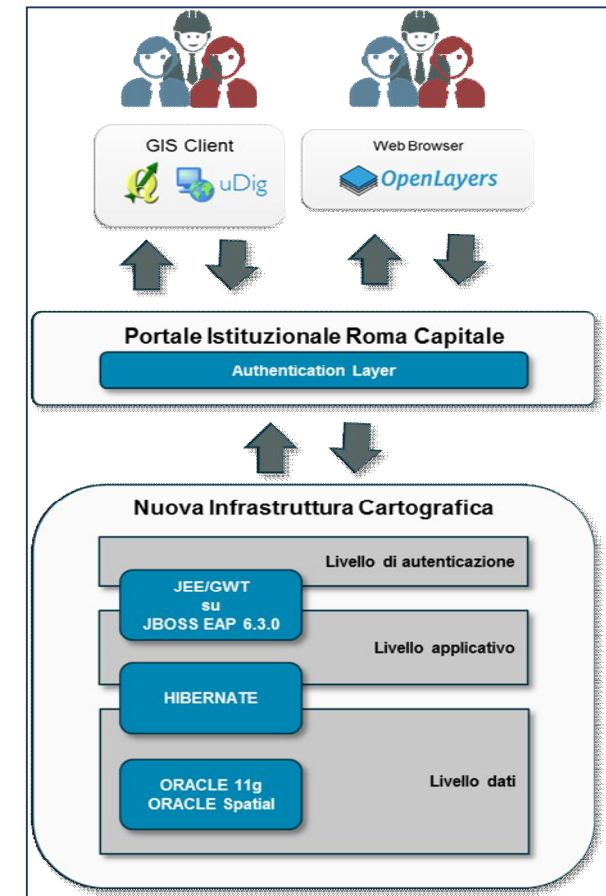 GIS Client
uDig
Web Browser
OpenLayers
Portale Istituzionale Roma Capitale
Authentication Layer
Nuova Infrastruttura Cartografica
Livello di autenticazione
JEE/GWT
su
JBOSS EAP 6.3.0
Livello applicativo
HIBERNATE
ORACLE 11g
ORACLE Spatial
Livello dati